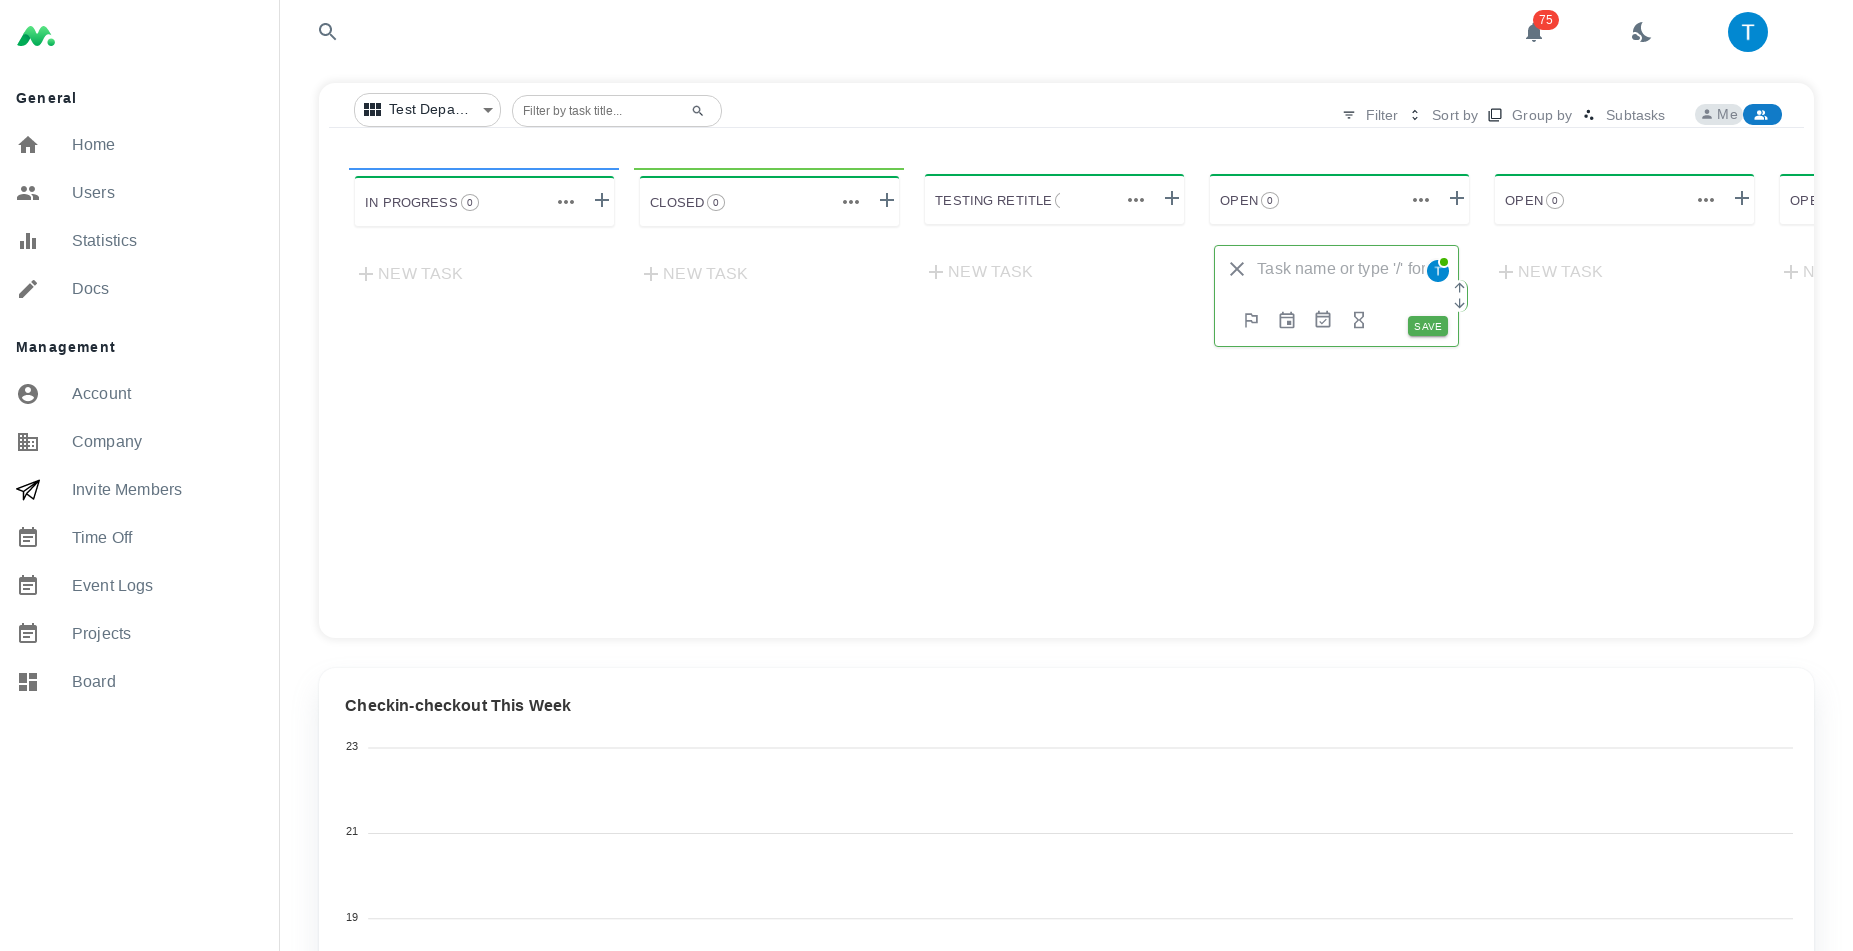 75
T
General
Home
Users
Statistics
Docs
Management
Account
Company
Invite Members
Time Off
Event Logs
Projects
Board
Test Depa...
Filter by task title...
Filter
Sort by
Group by
Subtasks
Me
IN PROGRESS 0
CLOSED 0
TESTING RETITLE
OPEN 0
OPEN 0
OPE
NEW TASK
NEW TASK
NEW TASK
Task name or type '/' for
T
SAVE
NEW TASK
N
Checkin-checkout This Week
23
21
19